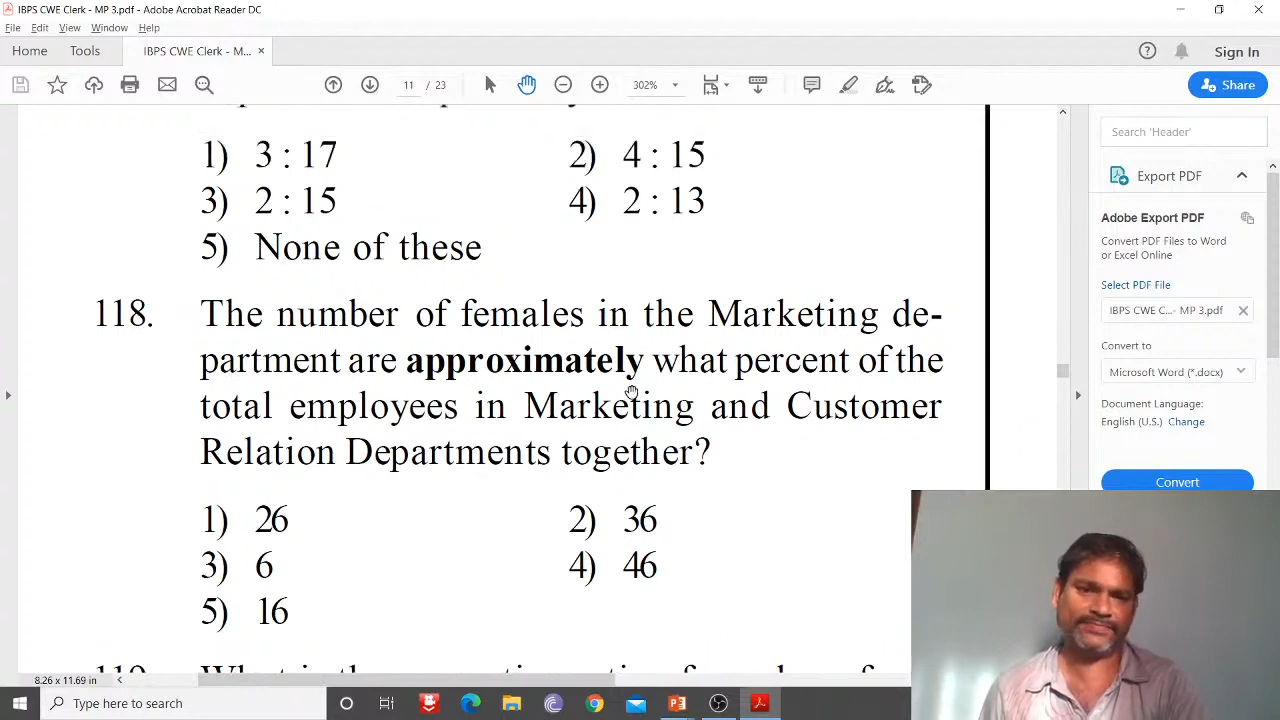 IBPS CWE Clerk - MP 3.pdf - Adobe Acrobat Reader DC
File Edit View Window Help
Home Tools IBPS CWE Clerk - M... × Sign In
11 / 23 302% Share
1) 3 : 17 2) 4 : 15
3) 2 : 15 4) 2 : 13
5) None of these
118. The number of females in the Marketing de-
partment are approximately what percent of the
total employees in Marketing and Customer
Relation Departments together?
1) 26 2) 36
3) 6 4) 46
5) 16
8.26 x 11.69 in
Search 'Header'
Export PDF
Adobe Export PDF
Convert PDF Files to Word
or Excel Online
Select PDF File
IBPS CWE C...- MP 3.pdf
Convert to
Microsoft Word (*.docx)
Document Language:
English (U.S.) Change
Convert
Type here to search